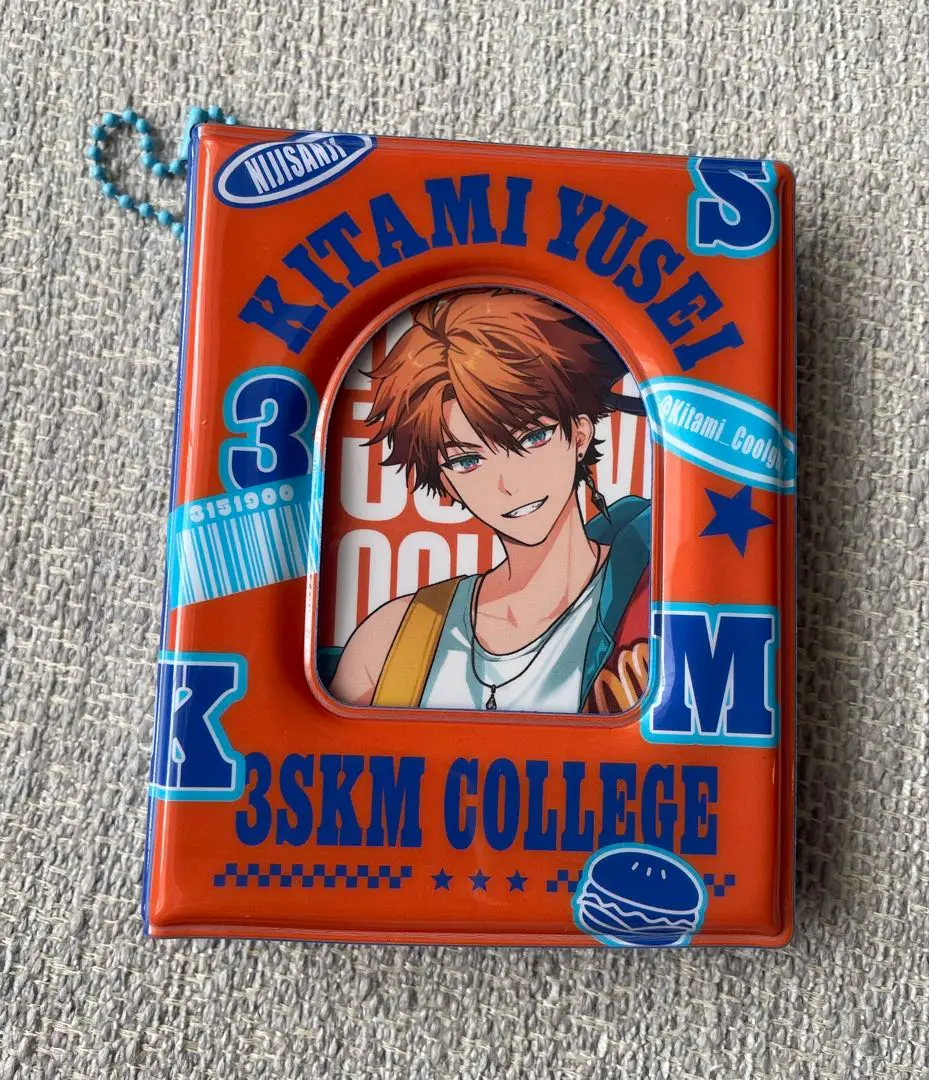 NIJISANJI
S
KITAMI YUSEI
3
@Kitami_Coolgu
3151900
K
M
3SKM COLLEGE